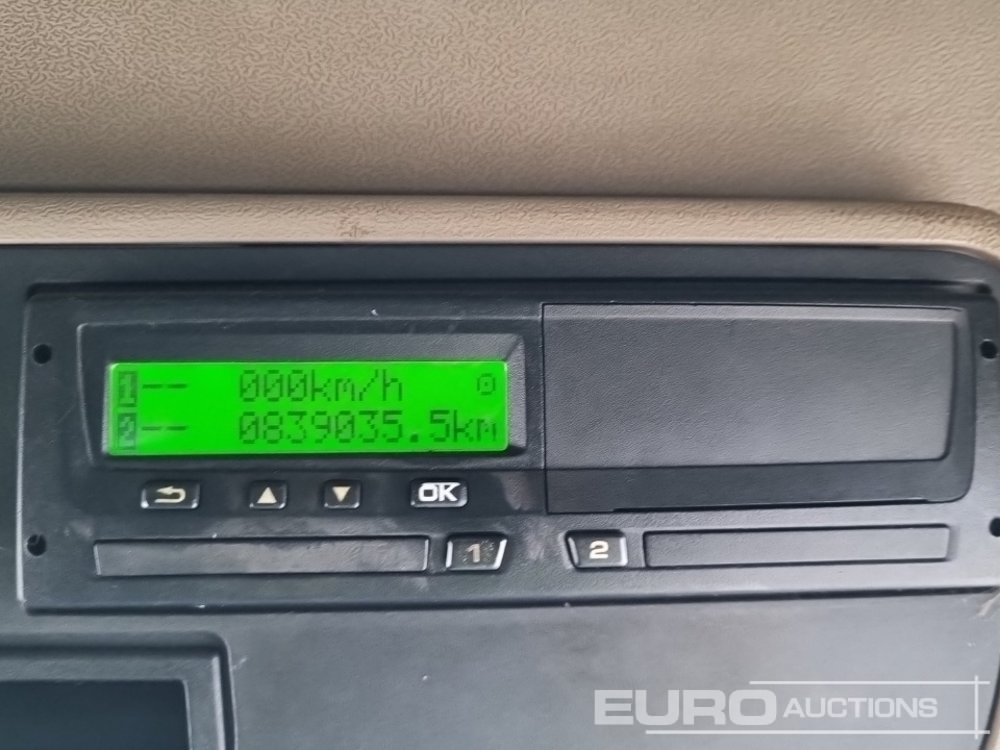 1-- 000km/h
2-- 0839035.5km
OK
1
2
EURO AUCTIONS